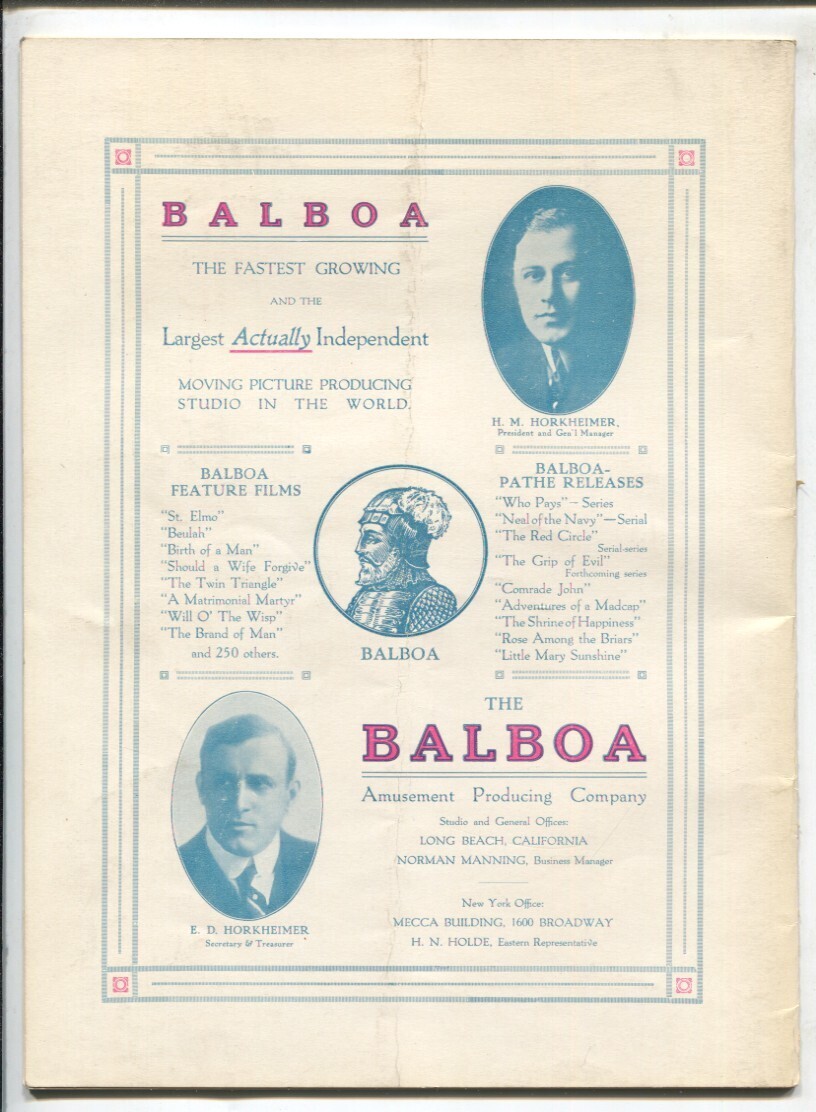 BALBOA
THE FASTEST GROWING
AND THE
Largest Actually Independent
MOVING PICTURE PRODUCING
STUDIO IN THE WORLD.
H. M. HORKHEIMER,
President and Gen'l Manager
BALBOA
FEATURE FILMS
"St. Elmo"
"Beulah"
"Birth of a Man"
"Should a Wife Forgive"
"The Twin Triangle"
"A Matrimonial Martyr"
"Will O' The Wisp"
"The Brand of Man"
and 250 others.
BALBOA
BALBOA-
PATHE RELEASES
"Who Pays" – Series
"Neal of the Navy" — Serial
"The Red Circle"
Serial-series
"The Grip of Evil"
Forthcoming series
"Comrade John"
"Adventures of a Madcap"
"The Shrine of Happiness"
"Rose Among the Briars"
"Little Mary Sunshine"
E. D. HORKHEIMER
Secretary & Treasurer
THE
BALBOA
Amusement Producing Company
Studio and General Offices:
LONG BEACH, CALIFORNIA
NORMAN MANNING, Business Manager
New York Office:
MECCA BUILDING, 1600 BROADWAY
H. N. HOLDE, Eastern Representative